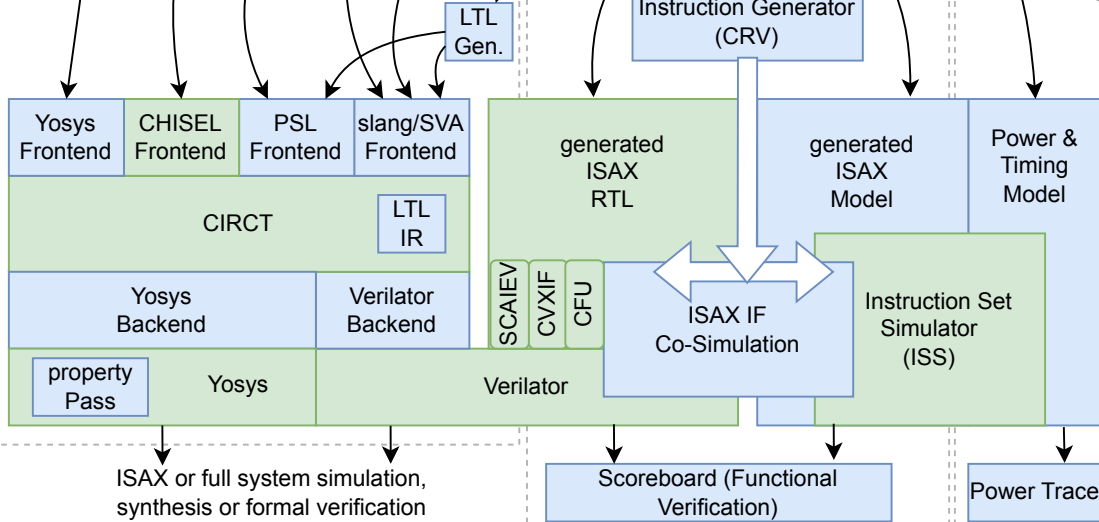 LTL
Gen.
Instruction Generator
(CRV)
Yosys
Frontend
CHISEL
Frontend
PSL
Frontend
slang/SVA
Frontend
generated
ISAX
RTL
generated
ISAX
Model
Power &
Timing
Model
CIRCT
LTL
IR
Yosys
Backend
Verilator
Backend
SCAIEV
CVXIF
CFU
ISAX IF
Co-Simulation
Instruction Set
Simulator
(ISS)
property
Pass
Yosys
Verilator
ISAX or full system simulation,
synthesis or formal verification
Scoreboard (Functional
Verification)
Power Trace